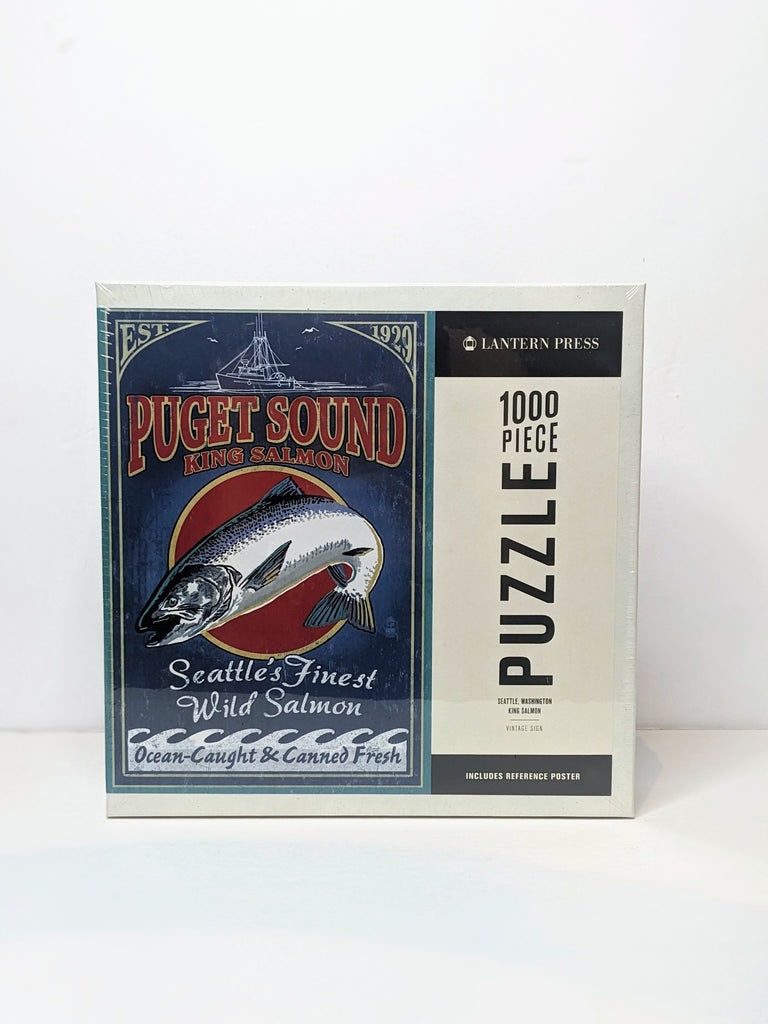 EST. 1929
PUGET SOUND
KING SALMON
Seattle's Finest
Wild Salmon
Ocean-Caught & Canned Fresh
LANTERN PRESS
1000
PIECE
PUZZLE
SEATTLE, WASHINGTON
KING SALMON
VINTAGE SIGN
INCLUDES REFERENCE POSTER